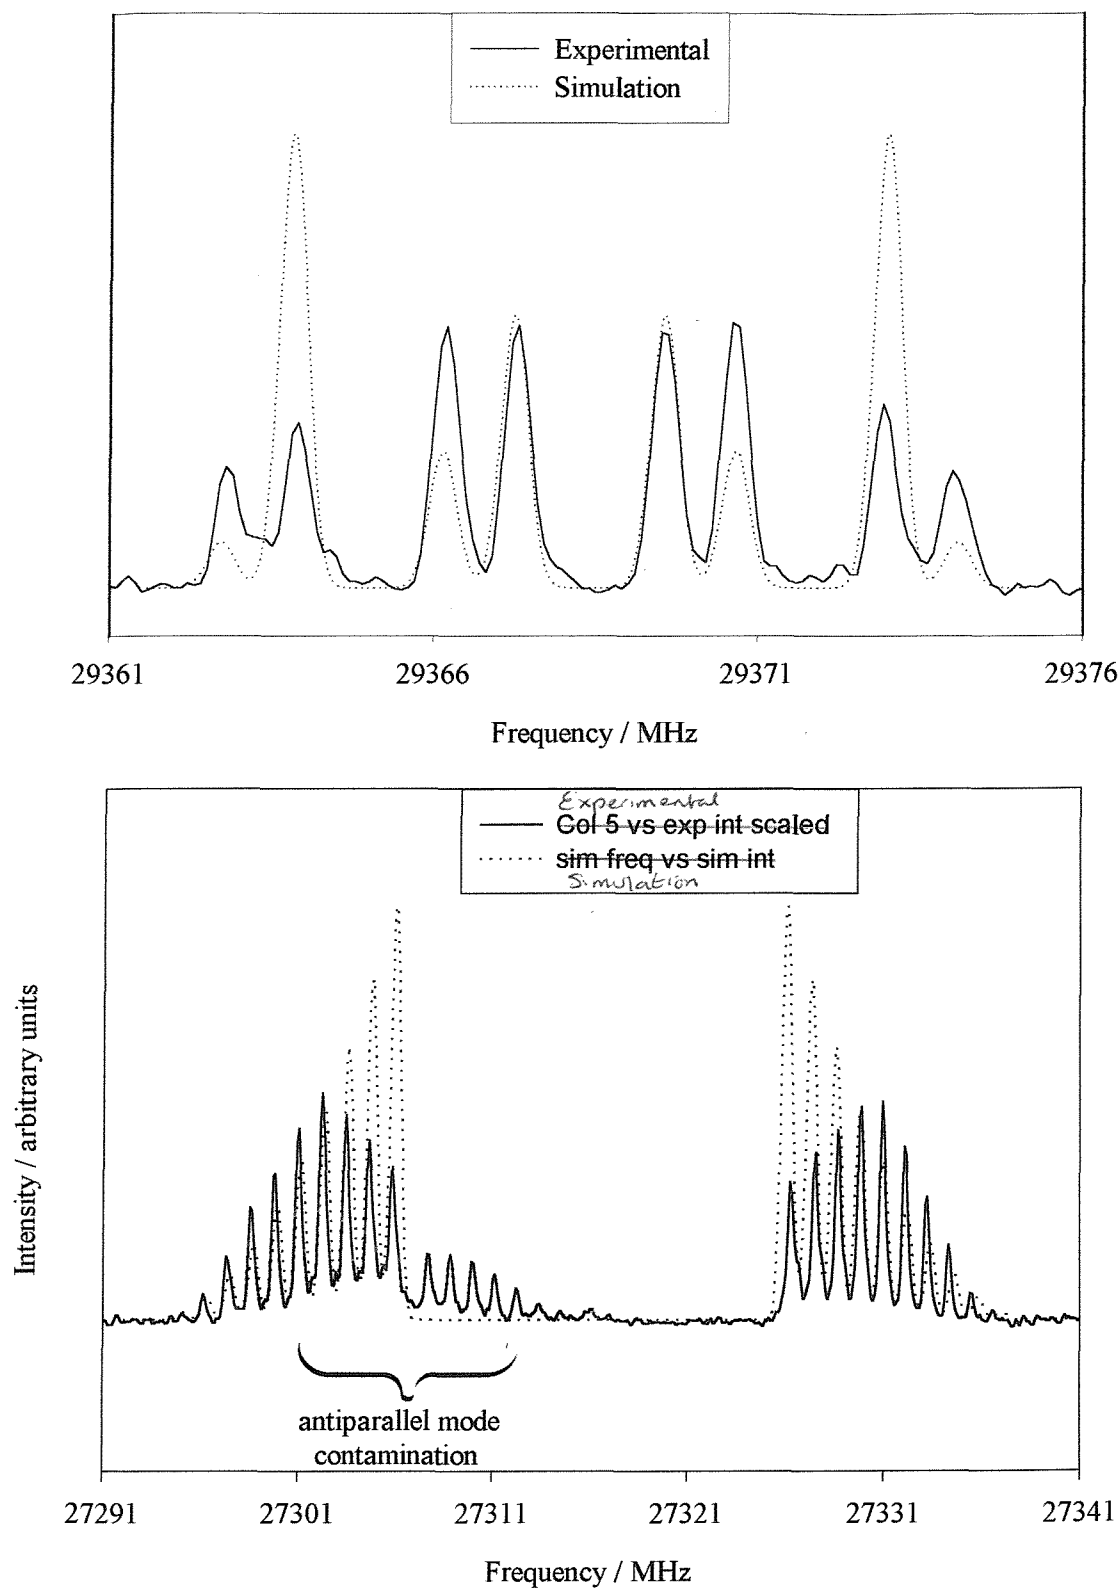 Experimental
Simulation
29361
29366
29371
29376
Frequency / MHz
Experimental
Col 5 vs exp int scaled
sim freq vs sim int
Simulation
Intensity / arbitrary units
antiparallel mode
contamination
27291
27301
27311
27321
27331
27341
Frequency / MHz